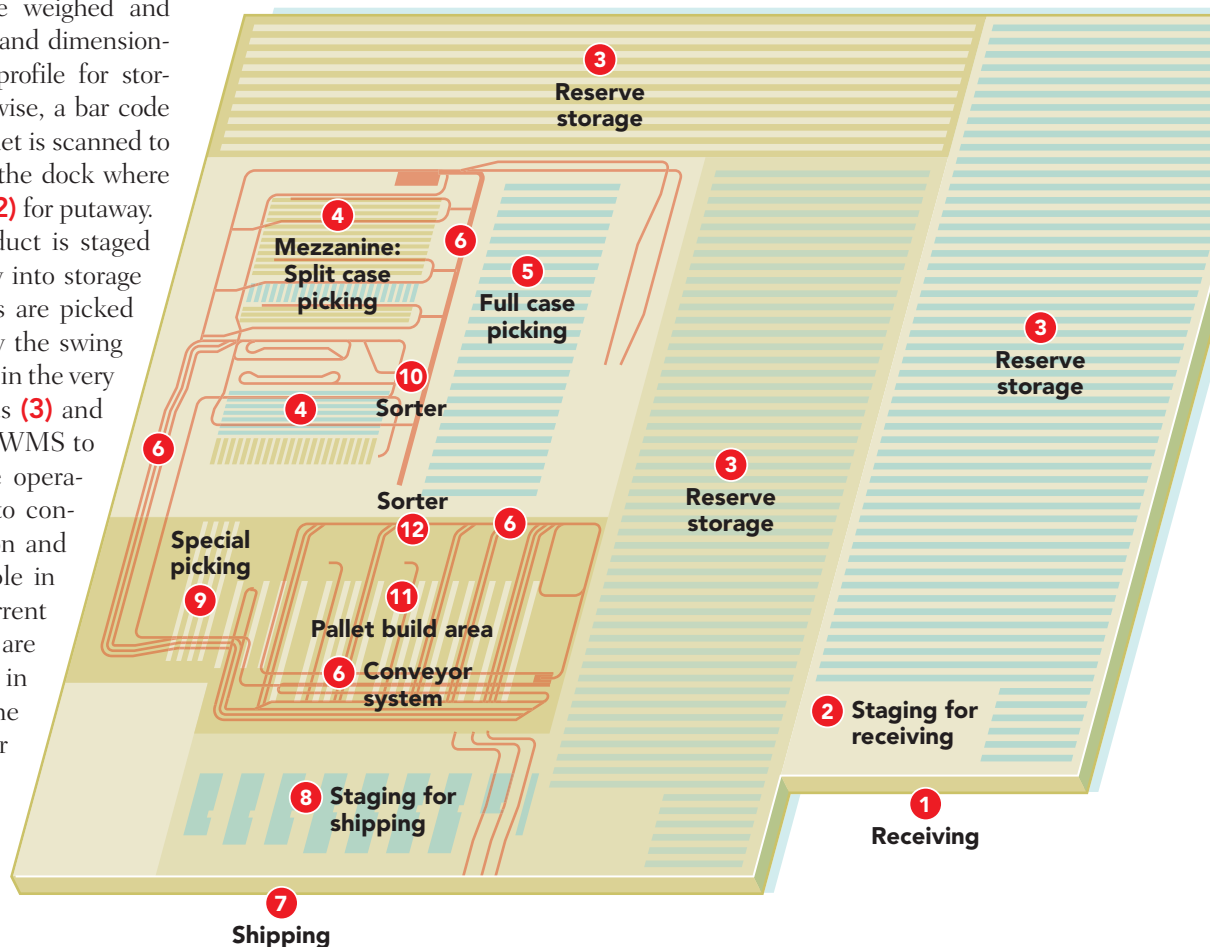 e weighed and
and dimension-
profile for stor-
wise, a bar code
let is scanned to
the dock where
2) for putaway.
duct is staged
y into storage
s are picked
y the swing
in the very
s (3) and
WMS to
e opera-
to con-
on and
ole in
rrent
are
in
ne
r
3
Reserve
storage
4
Mezzanine:
Split case
picking
6
5
Full case
picking
3
Reserve
storage
10
Sorter
4
6
3
Reserve
storage
Sorter
12
6
Special
picking
9
11
Pallet build area
6 Conveyor
system
2 Staging for
receiving
8 Staging for
shipping
1
Receiving
7
Shipping